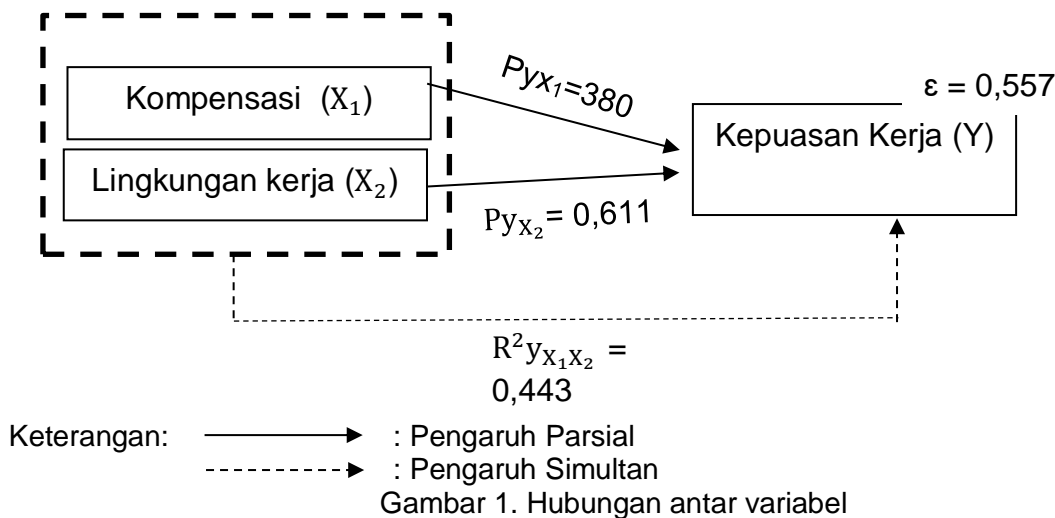 Kompensasi (X₁)
Lingkungan kerja (X₂)
Pyx₁=380
Py_X₂= 0,611
ε = 0,557
Kepuasan Kerja (Y)
R²y_X₁X₂ =
0,443
Keterangan: : Pengaruh Parsial
: Pengaruh Simultan
Gambar 1. Hubungan antar variabel